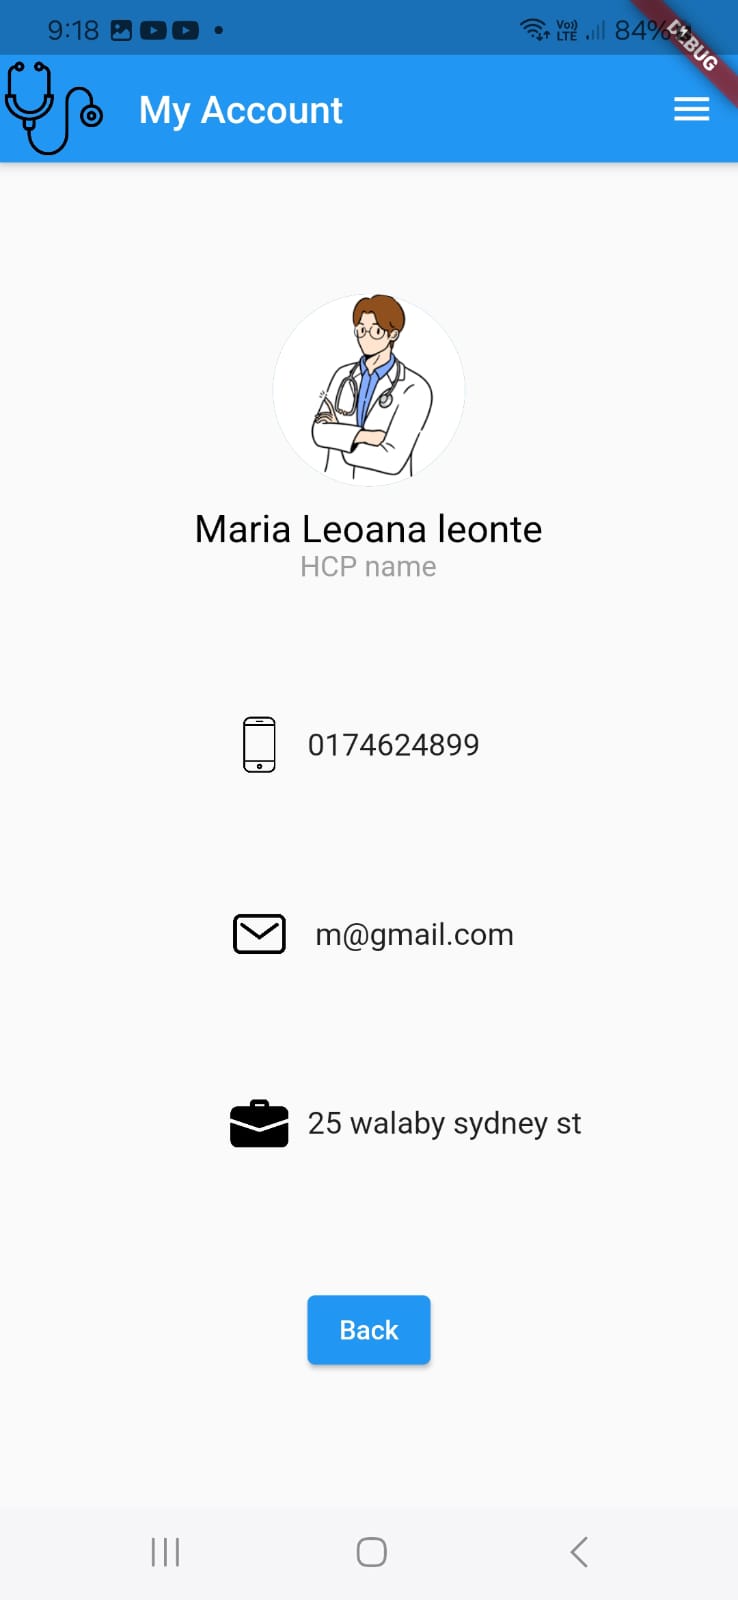 9:18 Vo)) LTE 84%
DEBUG
My Account
Maria Leoana leonte
HCP name
0174624899
m@gmail.com
25 walaby sydney st
Back